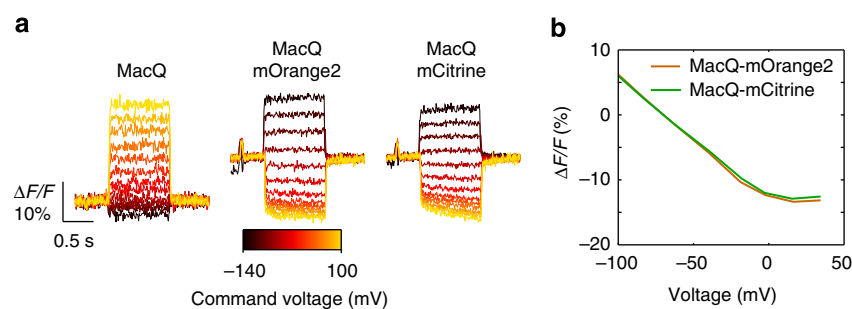 a
MacQ
MacQ
mOrange2
MacQ
mCitrine
ΔF/F
10%
0.5 s
−140
100
Command voltage (mV)
b
10
0
−10
−20
ΔF/F (%)
MacQ-mOrange2
MacQ-mCitrine
−100
−50
0
50
Voltage (mV)